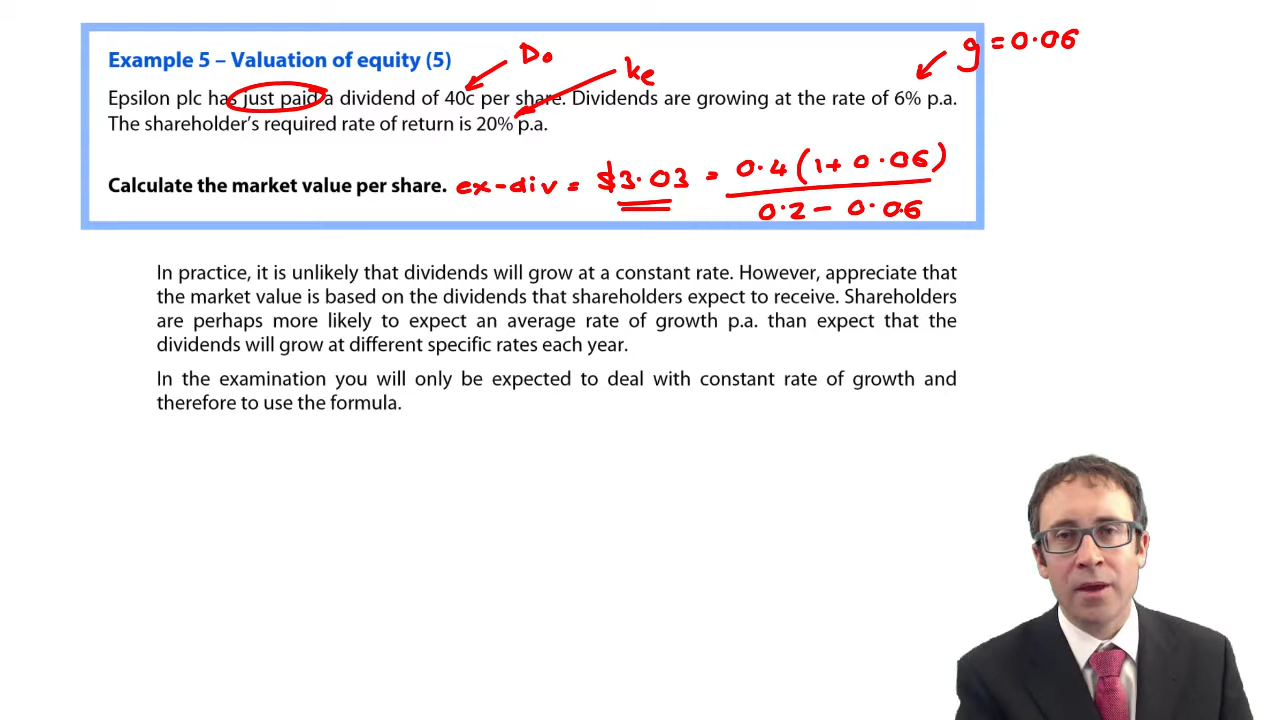 Example 5 – Valuation of equity (5)
D₀
kₑ
g = 0.06
Epsilon plc has just paid a dividend of 40c per share. Dividends are growing at the rate of 6% p.a.
The shareholder's required rate of return is 20% p.a.
Calculate the market value per share. ex-div = $3.03 = 0.4 (1+ 0.06)
0.2 – 0.06
In practice, it is unlikely that dividends will grow at a constant rate. However, appreciate that
the market value is based on the dividends that shareholders expect to receive. Shareholders
are perhaps more likely to expect an average rate of growth p.a. than expect that the
dividends will grow at different specific rates each year.
In the examination you will only be expected to deal with constant rate of growth and
therefore to use the formula.